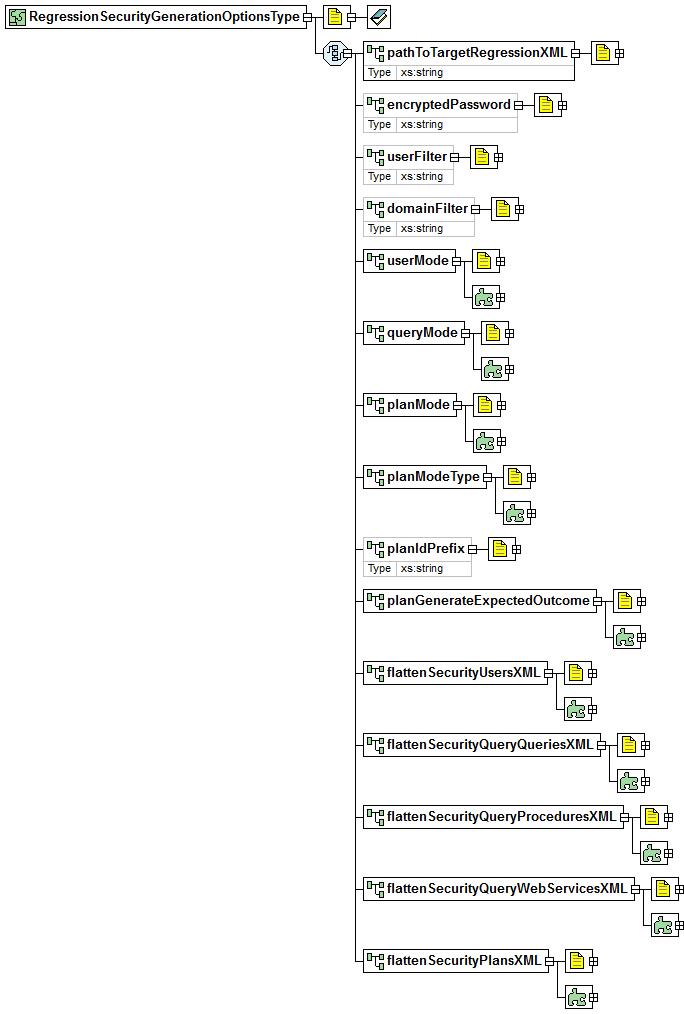 RegressionSecurityGenerationOptionsType
pathToTargetRegressionXML
Type xs:string
encryptedPassword
Type xs:string
userFilter
Type xs:string
domainFilter
Type xs:string
userMode
queryMode
planMode
planModeType
planIdPrefix
Type xs:string
planGenerateExpectedOutcome
flattenSecurityUsersXML
flattenSecurityQueryQueriesXML
flattenSecurityQueryProceduresXML
flattenSecurityQueryWebServicesXML
flattenSecurityPlansXML